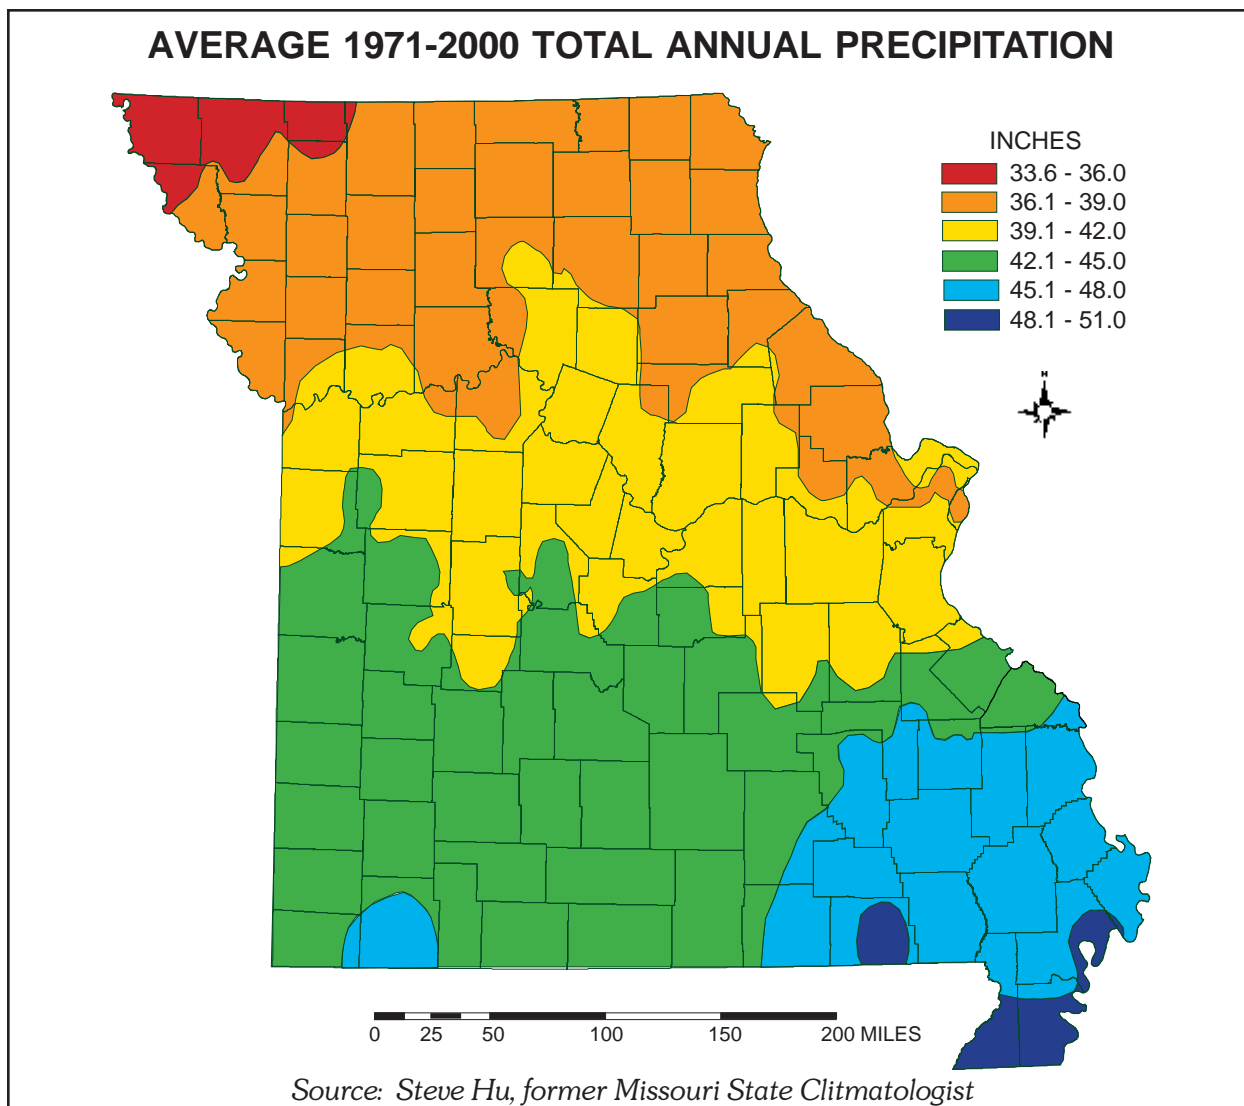 AVERAGE 1971-2000 TOTAL ANNUAL PRECIPITATION
INCHES
33.6 - 36.0
36.1 - 39.0
39.1 - 42.0
42.1 - 45.0
45.1 - 48.0
48.1 - 51.0
N
0 25 50 100 150 200 MILES
Source: Steve Hu, former Missouri State Clitmatologist